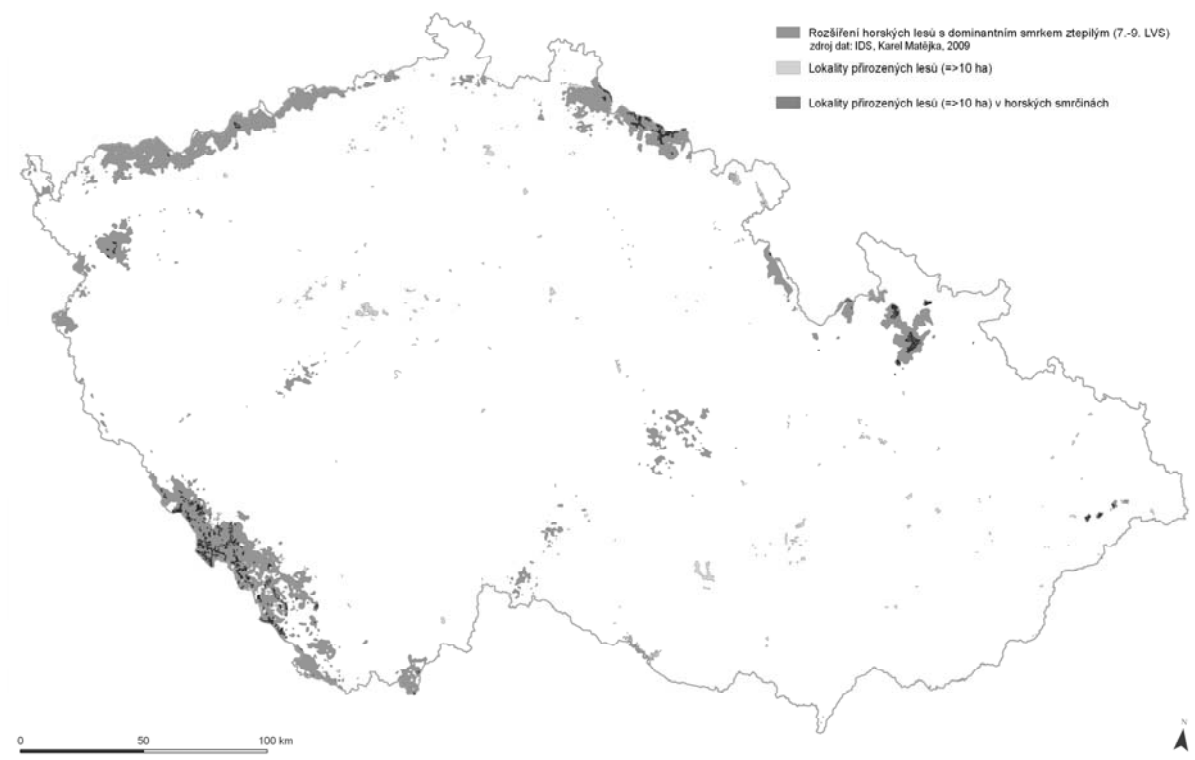 Rozšíření horských lesů s dominantním smrkem ztepilým (7.-9. LVS)
zdroj dat: IDS, Karel Matějka, 2009
Lokality přirozených lesů (=>10 ha)
Lokality přirozených lesů (=>10 ha) v horských smrčinách
0 50 100 km
N